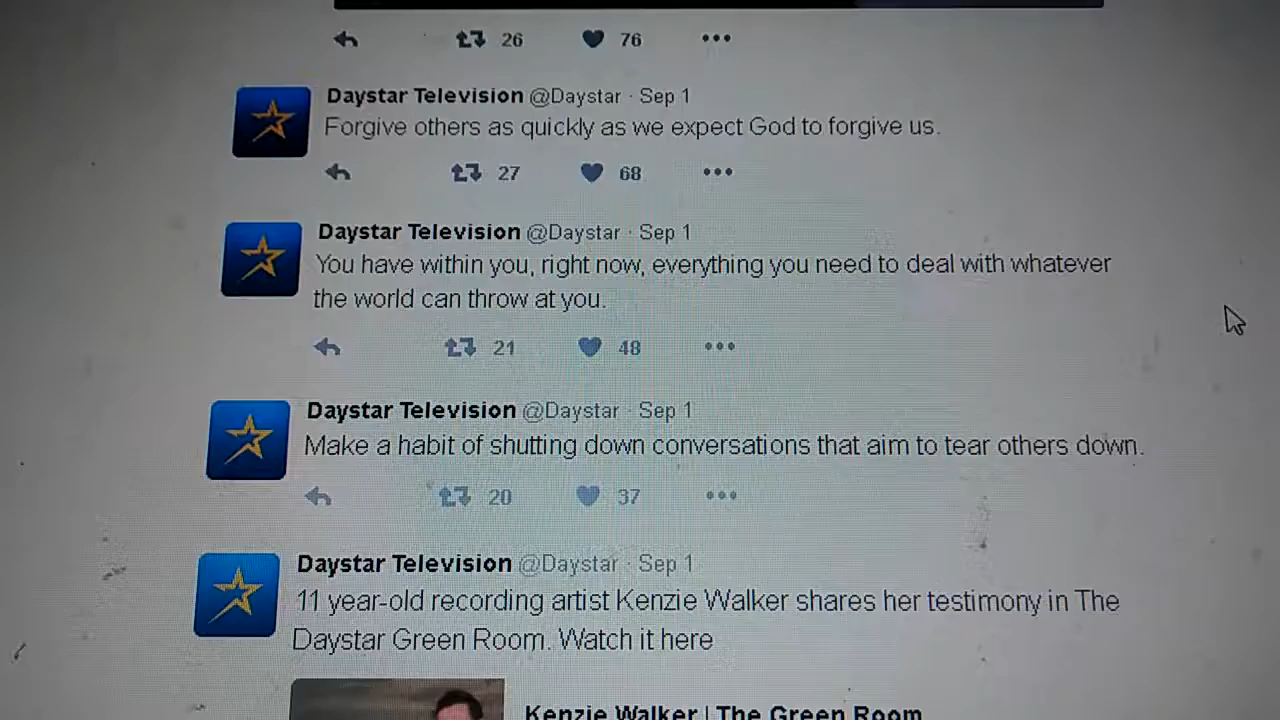 26 76 •••
Daystar Television @Daystar · Sep 1
Forgive others as quickly as we expect God to forgive us.
27 68 •••
Daystar Television @Daystar · Sep 1
You have within you, right now, everything you need to deal with whatever
the world can throw at you.
21 48 •••
Daystar Television @Daystar · Sep 1
Make a habit of shutting down conversations that aim to tear others down.
20 37 •••
Daystar Television @Daystar · Sep 1
11 year-old recording artist Kenzie Walker shares her testimony in The
Daystar Green Room. Watch it here
Kenzie Walker | The Green Room